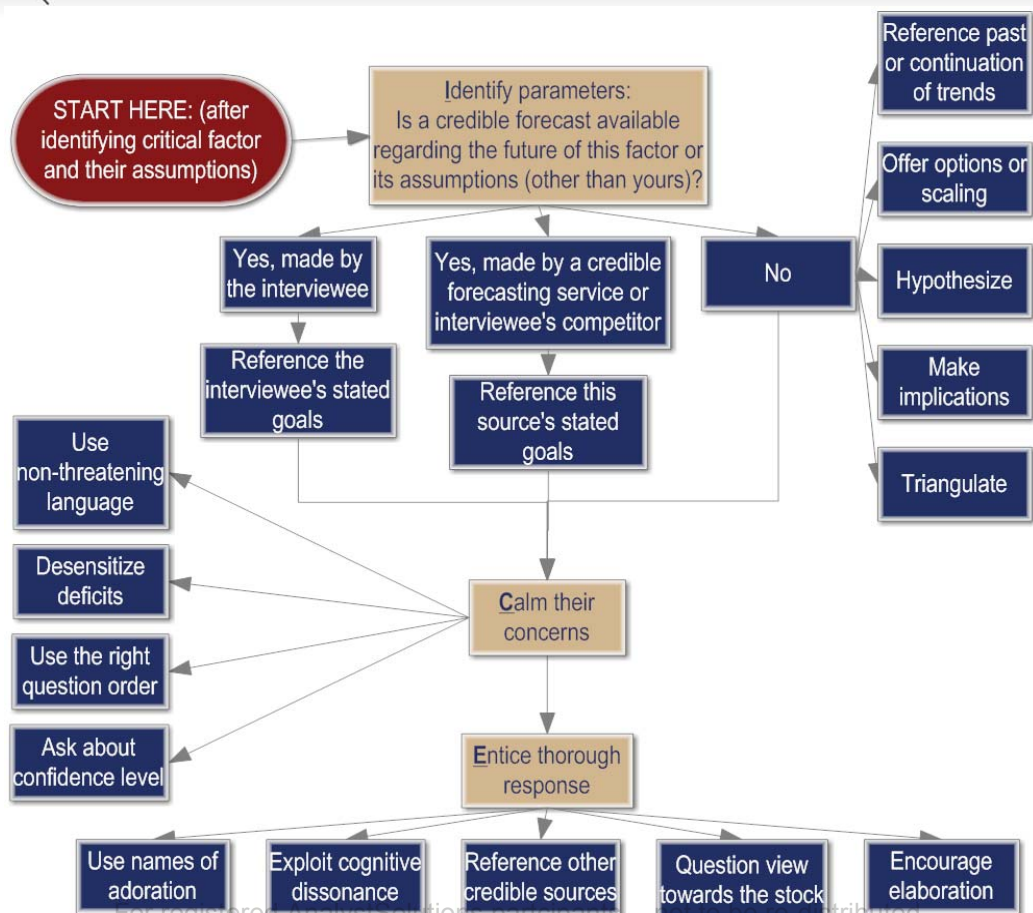 START HERE: (after
identifying critical factor
and their assumptions)
Identify parameters:
Is a credible forecast available
regarding the future of this factor or
its assumptions (other than yours)?
Reference past
or continuation
of trends
Offer options or
scaling
Hypothesize
Make
implications
Triangulate
Yes, made by
the interviewee
Yes, made by a credible
forecasting service or
interviewee's competitor
No
Reference the
interviewee's stated
goals
Reference this
source's stated
goals
Use
non-threatening
language
Desensitize
deficits
Use the right
question order
Ask about
confidence level
Calm their
concerns
Entice thorough
response
Use names of
adoration
Exploit cognitive
dissonance
Reference other
credible sources
Question view
towards the stock
Encourage
elaboration
For registered AnalystSolutions participants